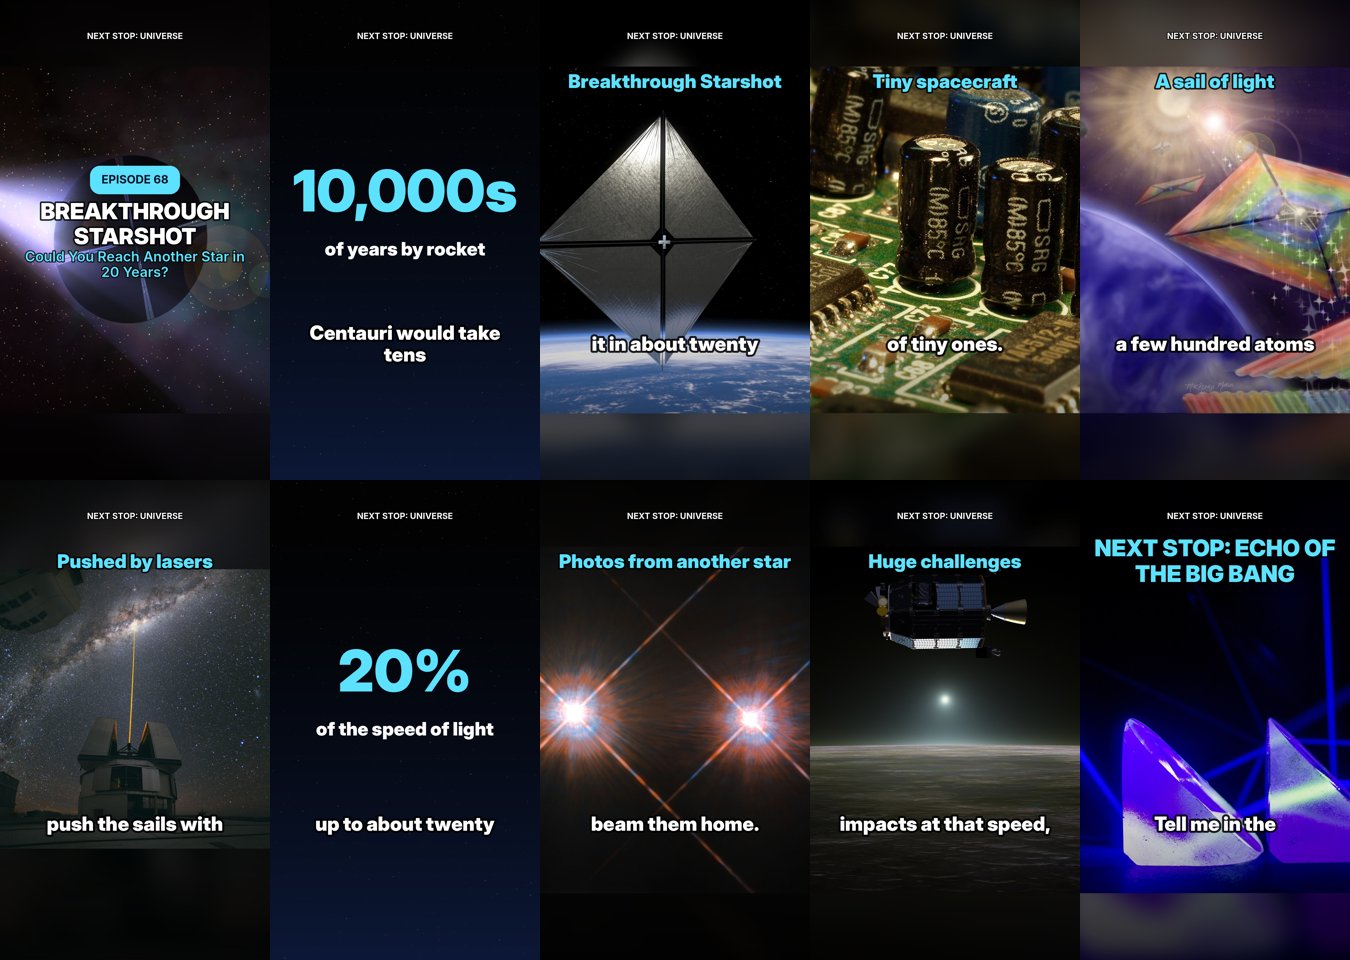 NEXT STOP: UNIVERSE
EPISODE 68
BREAKTHROUGH
STARSHOT
Could You Reach Another Star in
20 Years?
NEXT STOP: UNIVERSE
10,000s
of years by rocket
Centauri would take
tens
NEXT STOP: UNIVERSE
Breakthrough Starshot
it in about twenty
NEXT STOP: UNIVERSE
Tiny spacecraft
(M)85°C
SRG
(M)85°C
SRG
of tiny ones.
NEXT STOP: UNIVERSE
A sail of light
a few hundred atoms
NEXT STOP: UNIVERSE
Pushed by lasers
push the sails with
NEXT STOP: UNIVERSE
20%
of the speed of light
up to about twenty
NEXT STOP: UNIVERSE
Photos from another star
beam them home.
NEXT STOP: UNIVERSE
Huge challenges
impacts at that speed,
NEXT STOP: UNIVERSE
NEXT STOP: ECHO OF
THE BIG BANG
Tell me in the